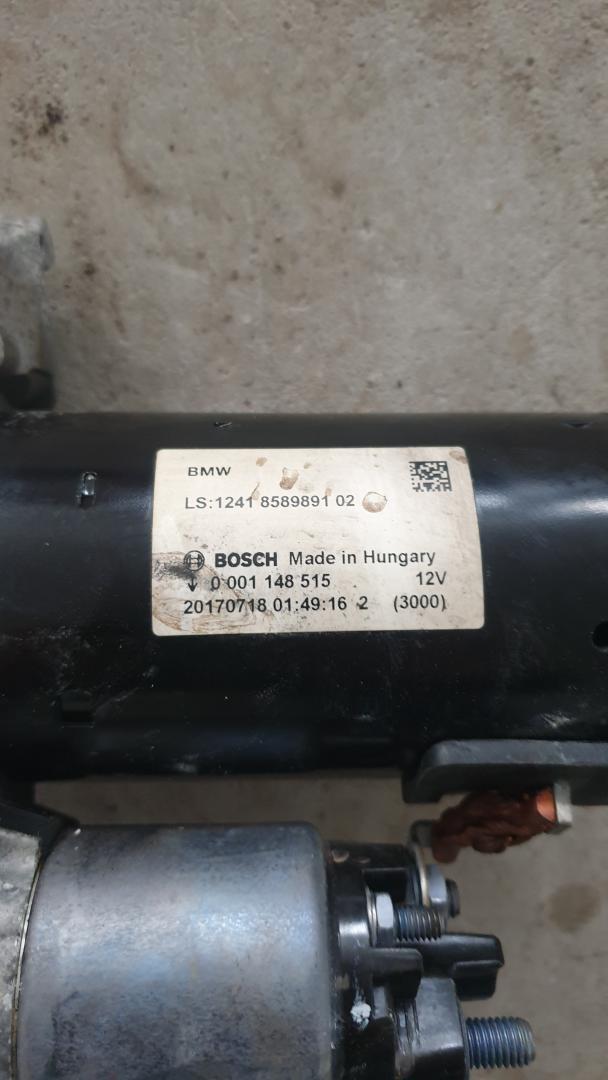 BMW
LS:1241 8589891 02
BOSCH Made in Hungary
0 001 148 515 12V
20170718 01:49:16 2 (3000)